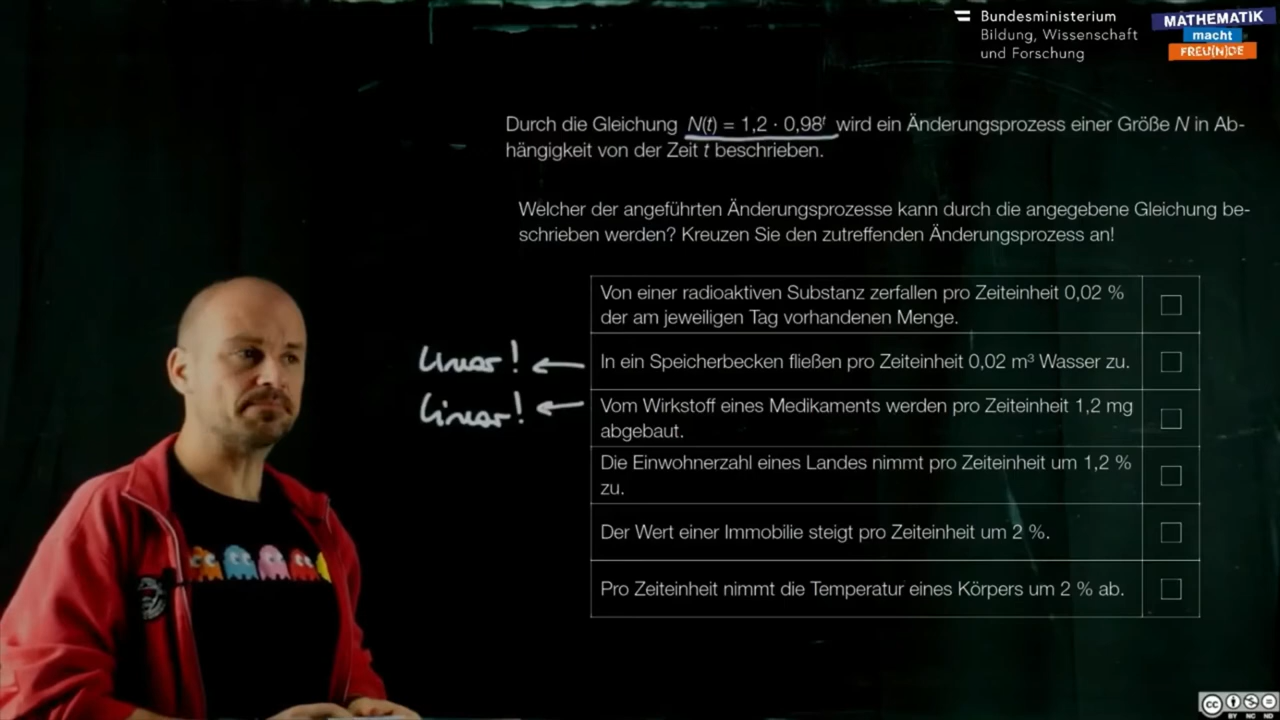 Bundesministerium
Bildung, Wissenschaft
und Forschung
MATHEMATIK
macht
FREU(N)DE
Durch die Gleichung N(t) = 1,2 · 0,98ᵗ wird ein Änderungsprozess einer Größe N in Ab-
hängigkeit von der Zeit t beschrieben.
Welcher der angeführten Änderungsprozesse kann durch die angegebene Gleichung be-
schrieben werden? Kreuzen Sie den zutreffenden Änderungsprozess an!
Von einer radioaktiven Substanz zerfallen pro Zeiteinheit 0,02 %
der am jeweiligen Tag vorhandenen Menge.
Linear! ← In ein Speicherbecken fließen pro Zeiteinheit 0,02 m³ Wasser zu.
Linear! ← Vom Wirkstoff eines Medikaments werden pro Zeiteinheit 1,2 mg
abgebaut.
Die Einwohnerzahl eines Landes nimmt pro Zeiteinheit um 1,2 %
zu.
Der Wert einer Immobilie steigt pro Zeiteinheit um 2 %.
Pro Zeiteinheit nimmt die Temperatur eines Körpers um 2 % ab.
cc
BY NC ND